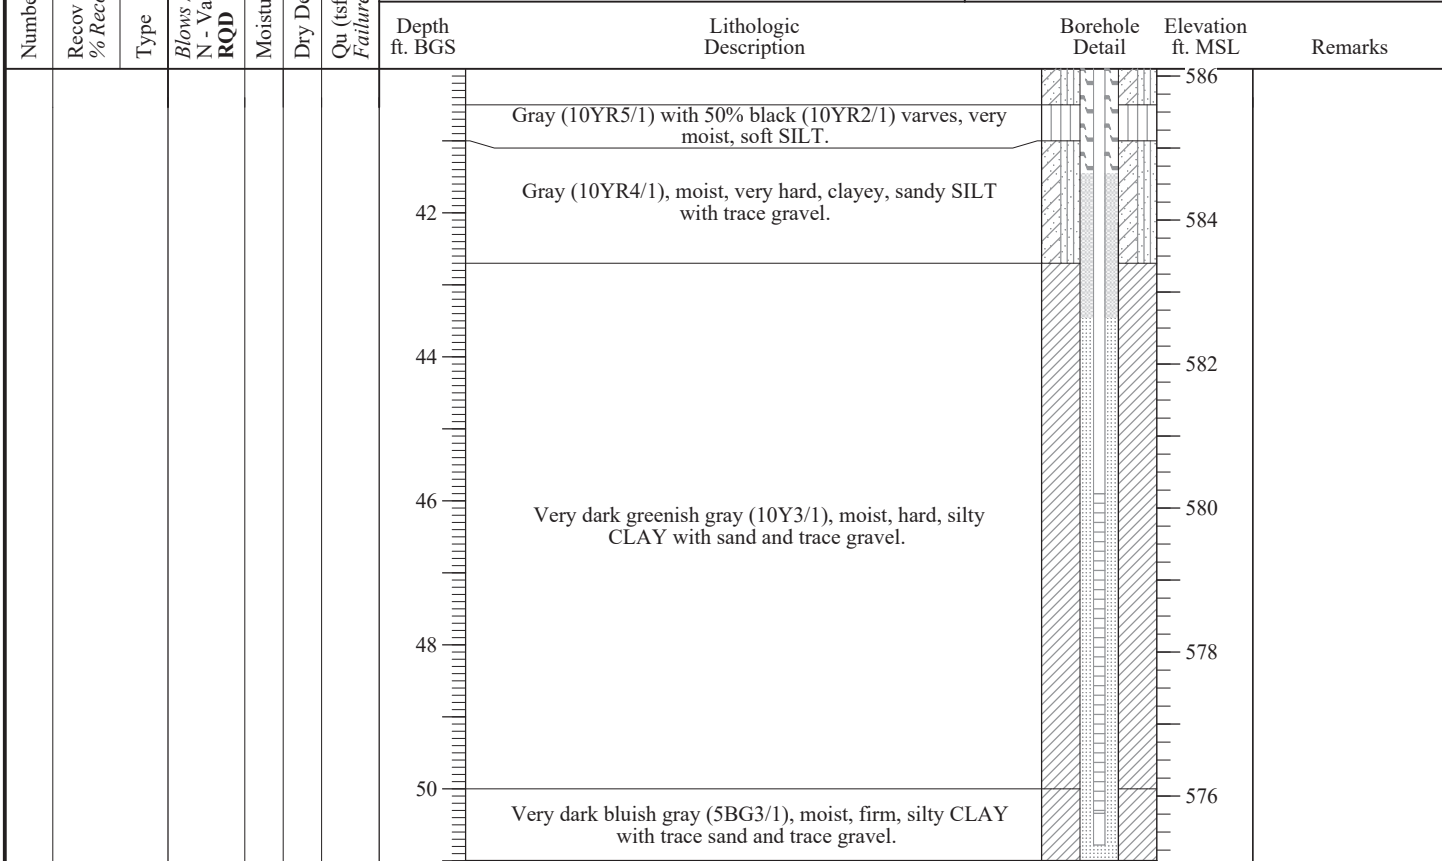 Numbe
Recov
% Reco
Type
Blows
N - Va
RQD
Moistu
Dry De
Qu (tsf
Failure
Depth
ft. BGS
Lithologic
Description
Borehole
Detail
Elevation
ft. MSL
Remarks
586
Gray (10YR5/1) with 50% black (10YR2/1) varves, very
moist, soft SILT.
Gray (10YR4/1), moist, very hard, clayey, sandy SILT
with trace gravel.
42
584
44
582
46
580
Very dark greenish gray (10Y3/1), moist, hard, silty
CLAY with sand and trace gravel.
48
578
50
576
Very dark bluish gray (5BG3/1), moist, firm, silty CLAY
with trace sand and trace gravel.